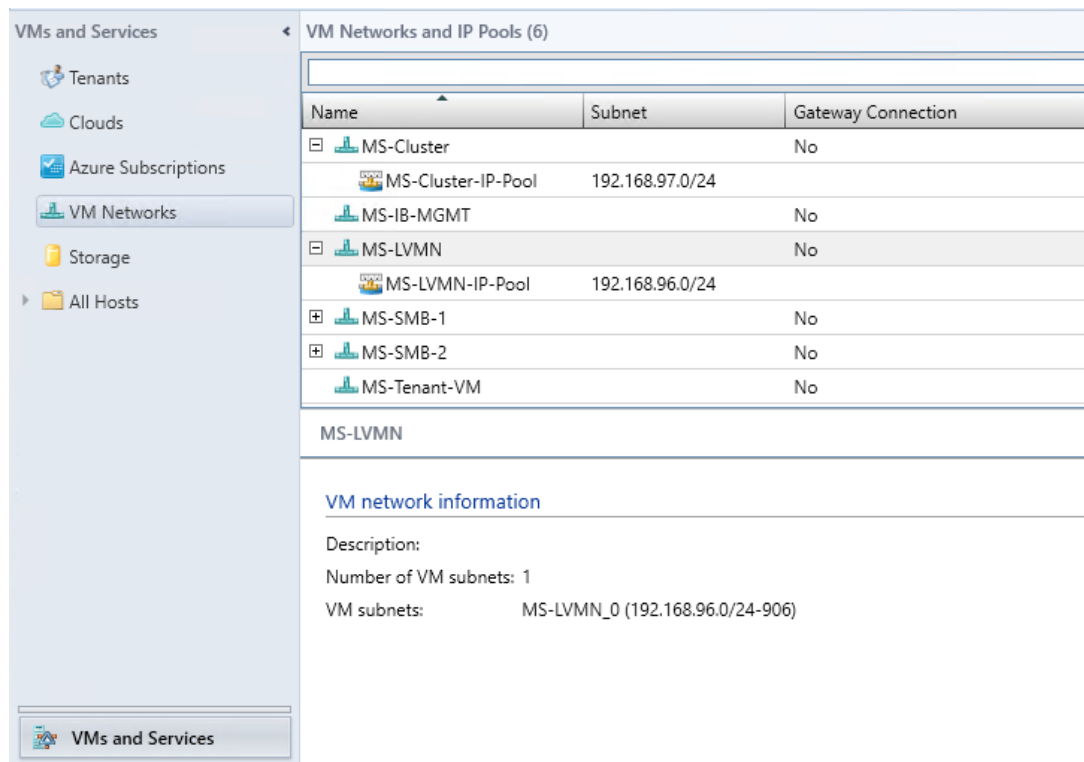 VMs and Services
Tenants
Clouds
Azure Subscriptions
VM Networks
Storage
All Hosts
VMs and Services
VM Networks and IP Pools (6)
Name Subnet Gateway Connection
MS-Cluster No
MS-Cluster-IP-Pool 192.168.97.0/24
MS-IB-MGMT No
MS-LVMN No
MS-LVMN-IP-Pool 192.168.96.0/24
MS-SMB-1 No
MS-SMB-2 No
MS-Tenant-VM No
MS-LVMN
VM network information
Description:
Number of VM subnets: 1
VM subnets: MS-LVMN_0 (192.168.96.0/24-906)